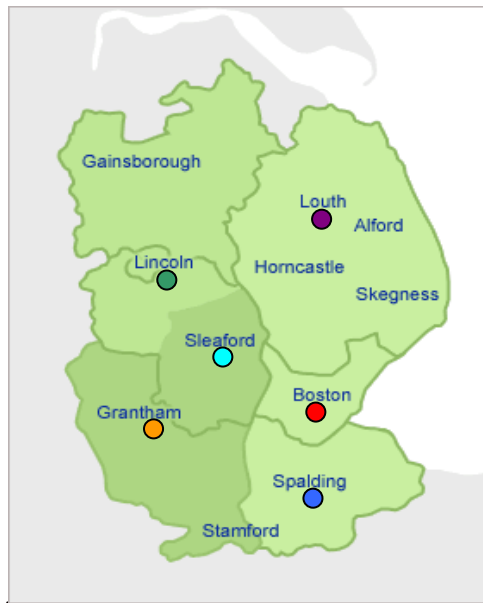 Gainsborough
Louth
Alford
Lincoln
Horncastle
Skegness
Sleaford
Boston
Grantham
Spalding
Stamford